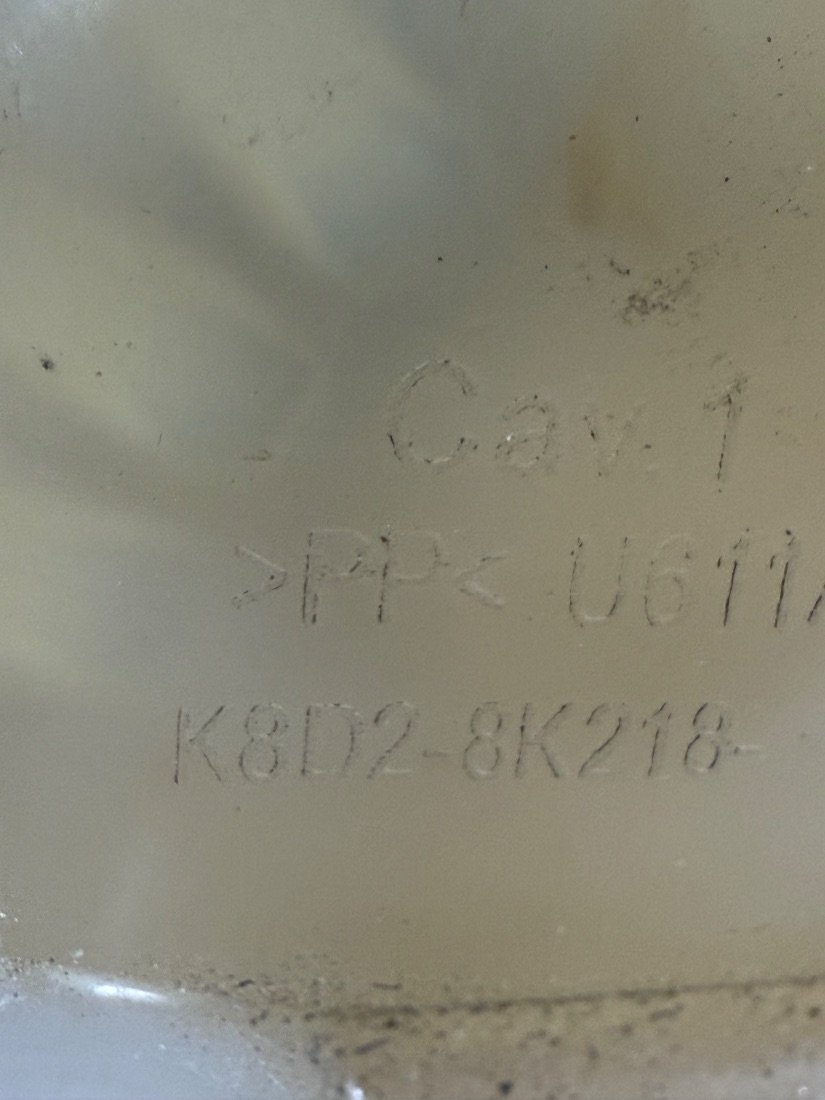 Cav. 1
>PP< U611
K8D2-8K218-